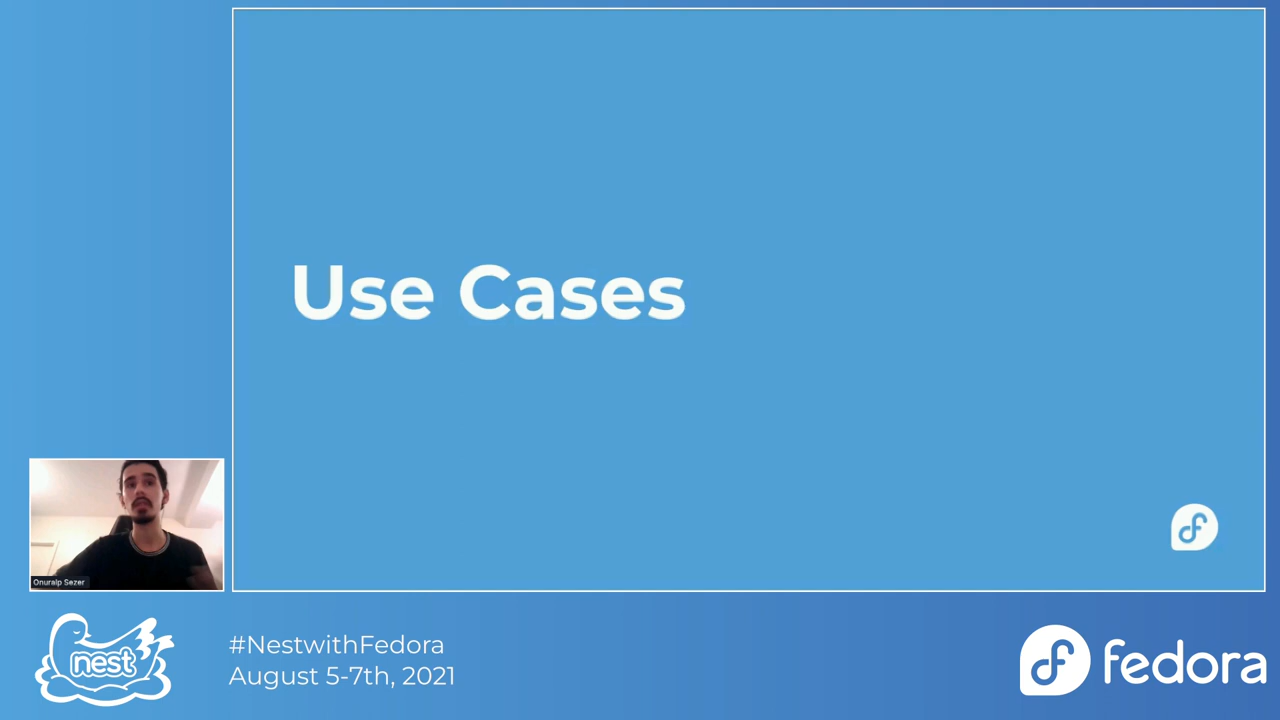 Use Cases
Onuralp Sezer
nest
#NestwithFedora
August 5-7th, 2021
fedora